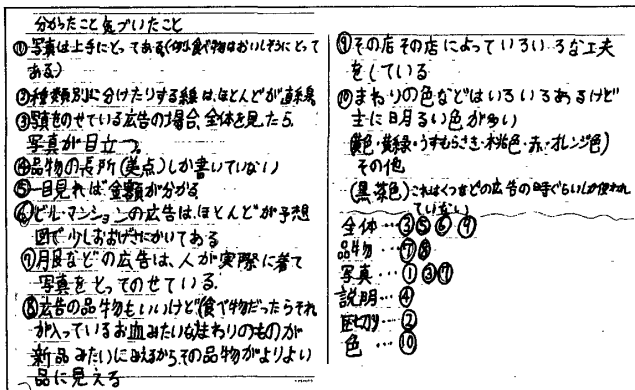 分かったこと気づいたこと
①写真は上手にとってある(例えば食べ物はおいしそうにとって
ある)
②種類別に分けたりする線は、ほとんどが直線
③写真をのせている広告の場合、全体を見たら、
写真が目立つ。
④品物の長所(美点)しか書いていない
⑤一目見れば金額が分かる
⑥ビル・マンションの広告は、ほとんどが予想
図で少しおおげさにかいてある
⑦月服などの広告は、人が実際に着て
写真をとってのせている。
⑧広告の品物もいいけど(食べ物だったらそれ
が入っているお皿みたいな)まわりのものが
新品みたいに見えるからその品物がよりよい
品に見える
⑨その店その店によっていろいろな工夫
をしている
⑩まわりの色などはいろいろあるけど
主に明るい色が多い
(黄色・黄緑・うすむらさき・桃色・赤・オレンジ色)
その他
(黒、茶色)これはくつなどの広告の時ぐらいしか使われ
ていない
全体…③⑤⑥⑨
品物…⑦⑧
写真…①③⑦
説明…④
区切り…②
色…⑩